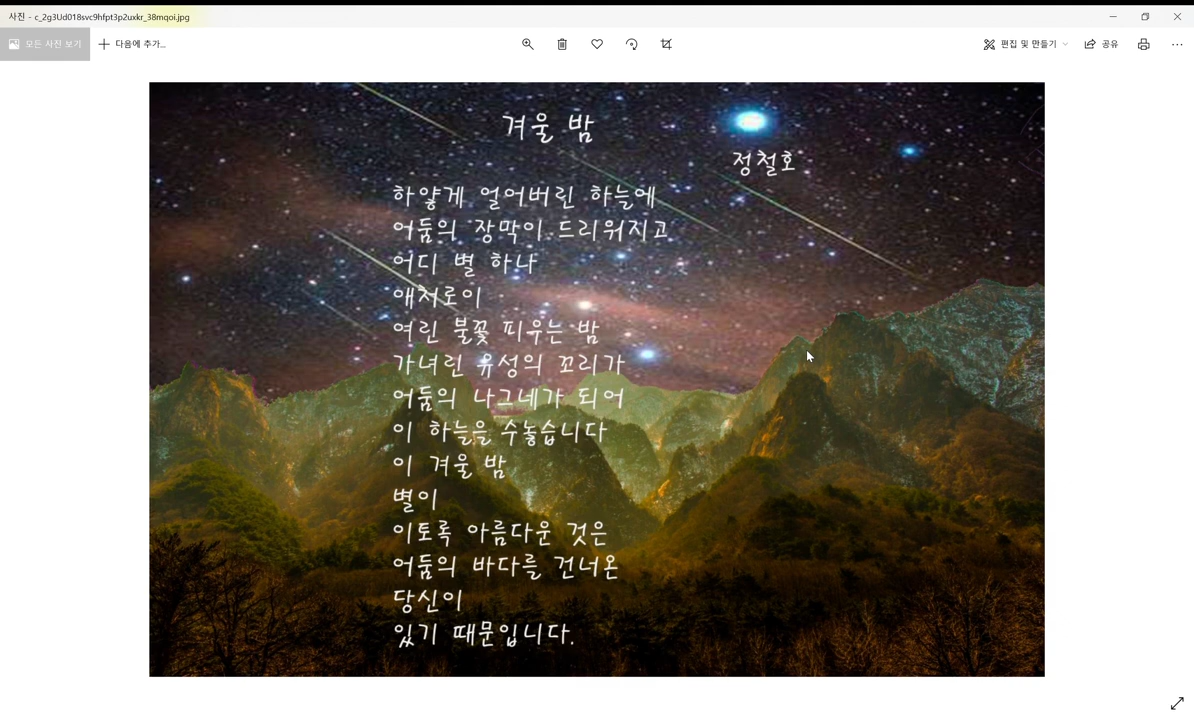 사진 - c_2g3Ud018svc9hfpt3p2uxkr_38mqoi.jpg
모든 사진 보기
다음에 추가...
편집 및 만들기
공유
겨울 밤
정철호
하얗게 얼어버린 하늘에
어둠의 장막이 드리워지고
어디 별 하나
애처로이
여린 불꽃 피우는 밤
가녀린 유성의 꼬리가
어둠의 나그네가 되어
이 하늘을 수놓습니다
이 겨울 밤
별이
이토록 아름다운 것은
어둠의 바다를 건너온
당신이
있기 때문입니다.